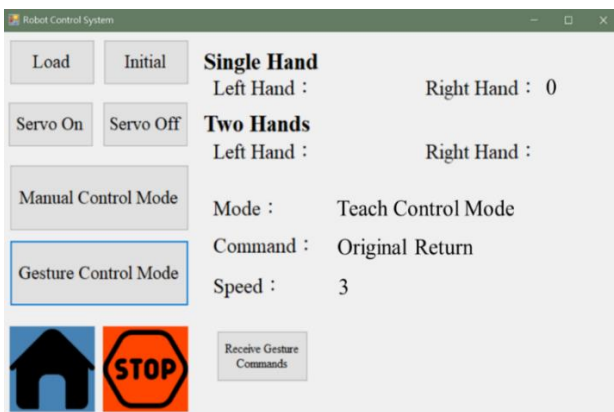 Robot Control System
Load Initial
Single Hand
Left Hand： Right Hand： 0
Servo On Servo Off
Two Hands
Left Hand： Right Hand：
Manual Control Mode
Mode： Teach Control Mode
Command： Original Return
Gesture Control Mode
Speed： 3
STOP
Receive Gesture
Commands